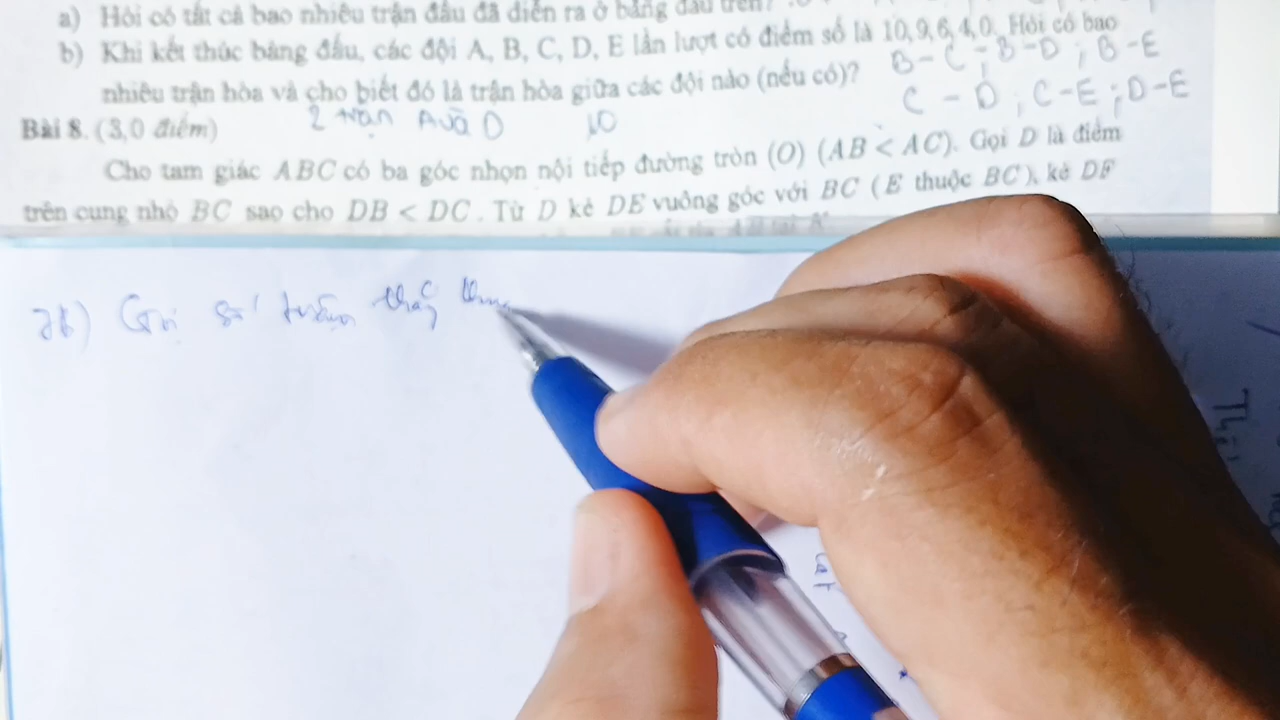 a) Hỏi có tất cả bao nhiêu trận đấu đã diễn ra ở bảng đấu trên?
b) Khi kết thúc bảng đấu, các đội A, B, C, D, E lần lượt có điểm số là 10, 9, 6, 4, 0. Hỏi có bao
B-C ; B-D ; B-E
nhiêu trận hòa và cho biết đó là trận hòa giữa các đội nào (nếu có)?
C-D ; C-E ; D-E
2 trận A và D 10
Bài 8. (3,0 điểm)
Cho tam giác ABC có ba góc nhọn nội tiếp đường tròn (O) (AB < AC). Gọi D là điểm
trên cung nhỏ BC sao cho DB < DC. Từ D kẻ DE vuông góc với BC (E thuộc BC), kẻ DF
7b) Gọi số trận